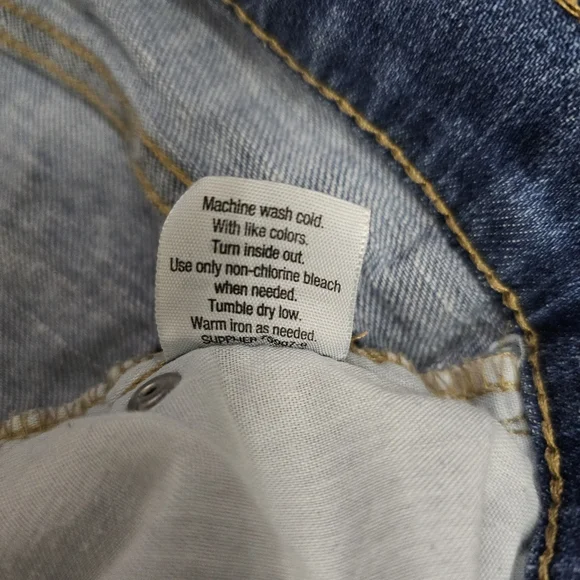 Machine wash cold.
With like colors.
Turn inside out.
Use only non-chlorine bleach
when needed.
Tumble dry low.
Warm iron as needed.
SUPPLIER